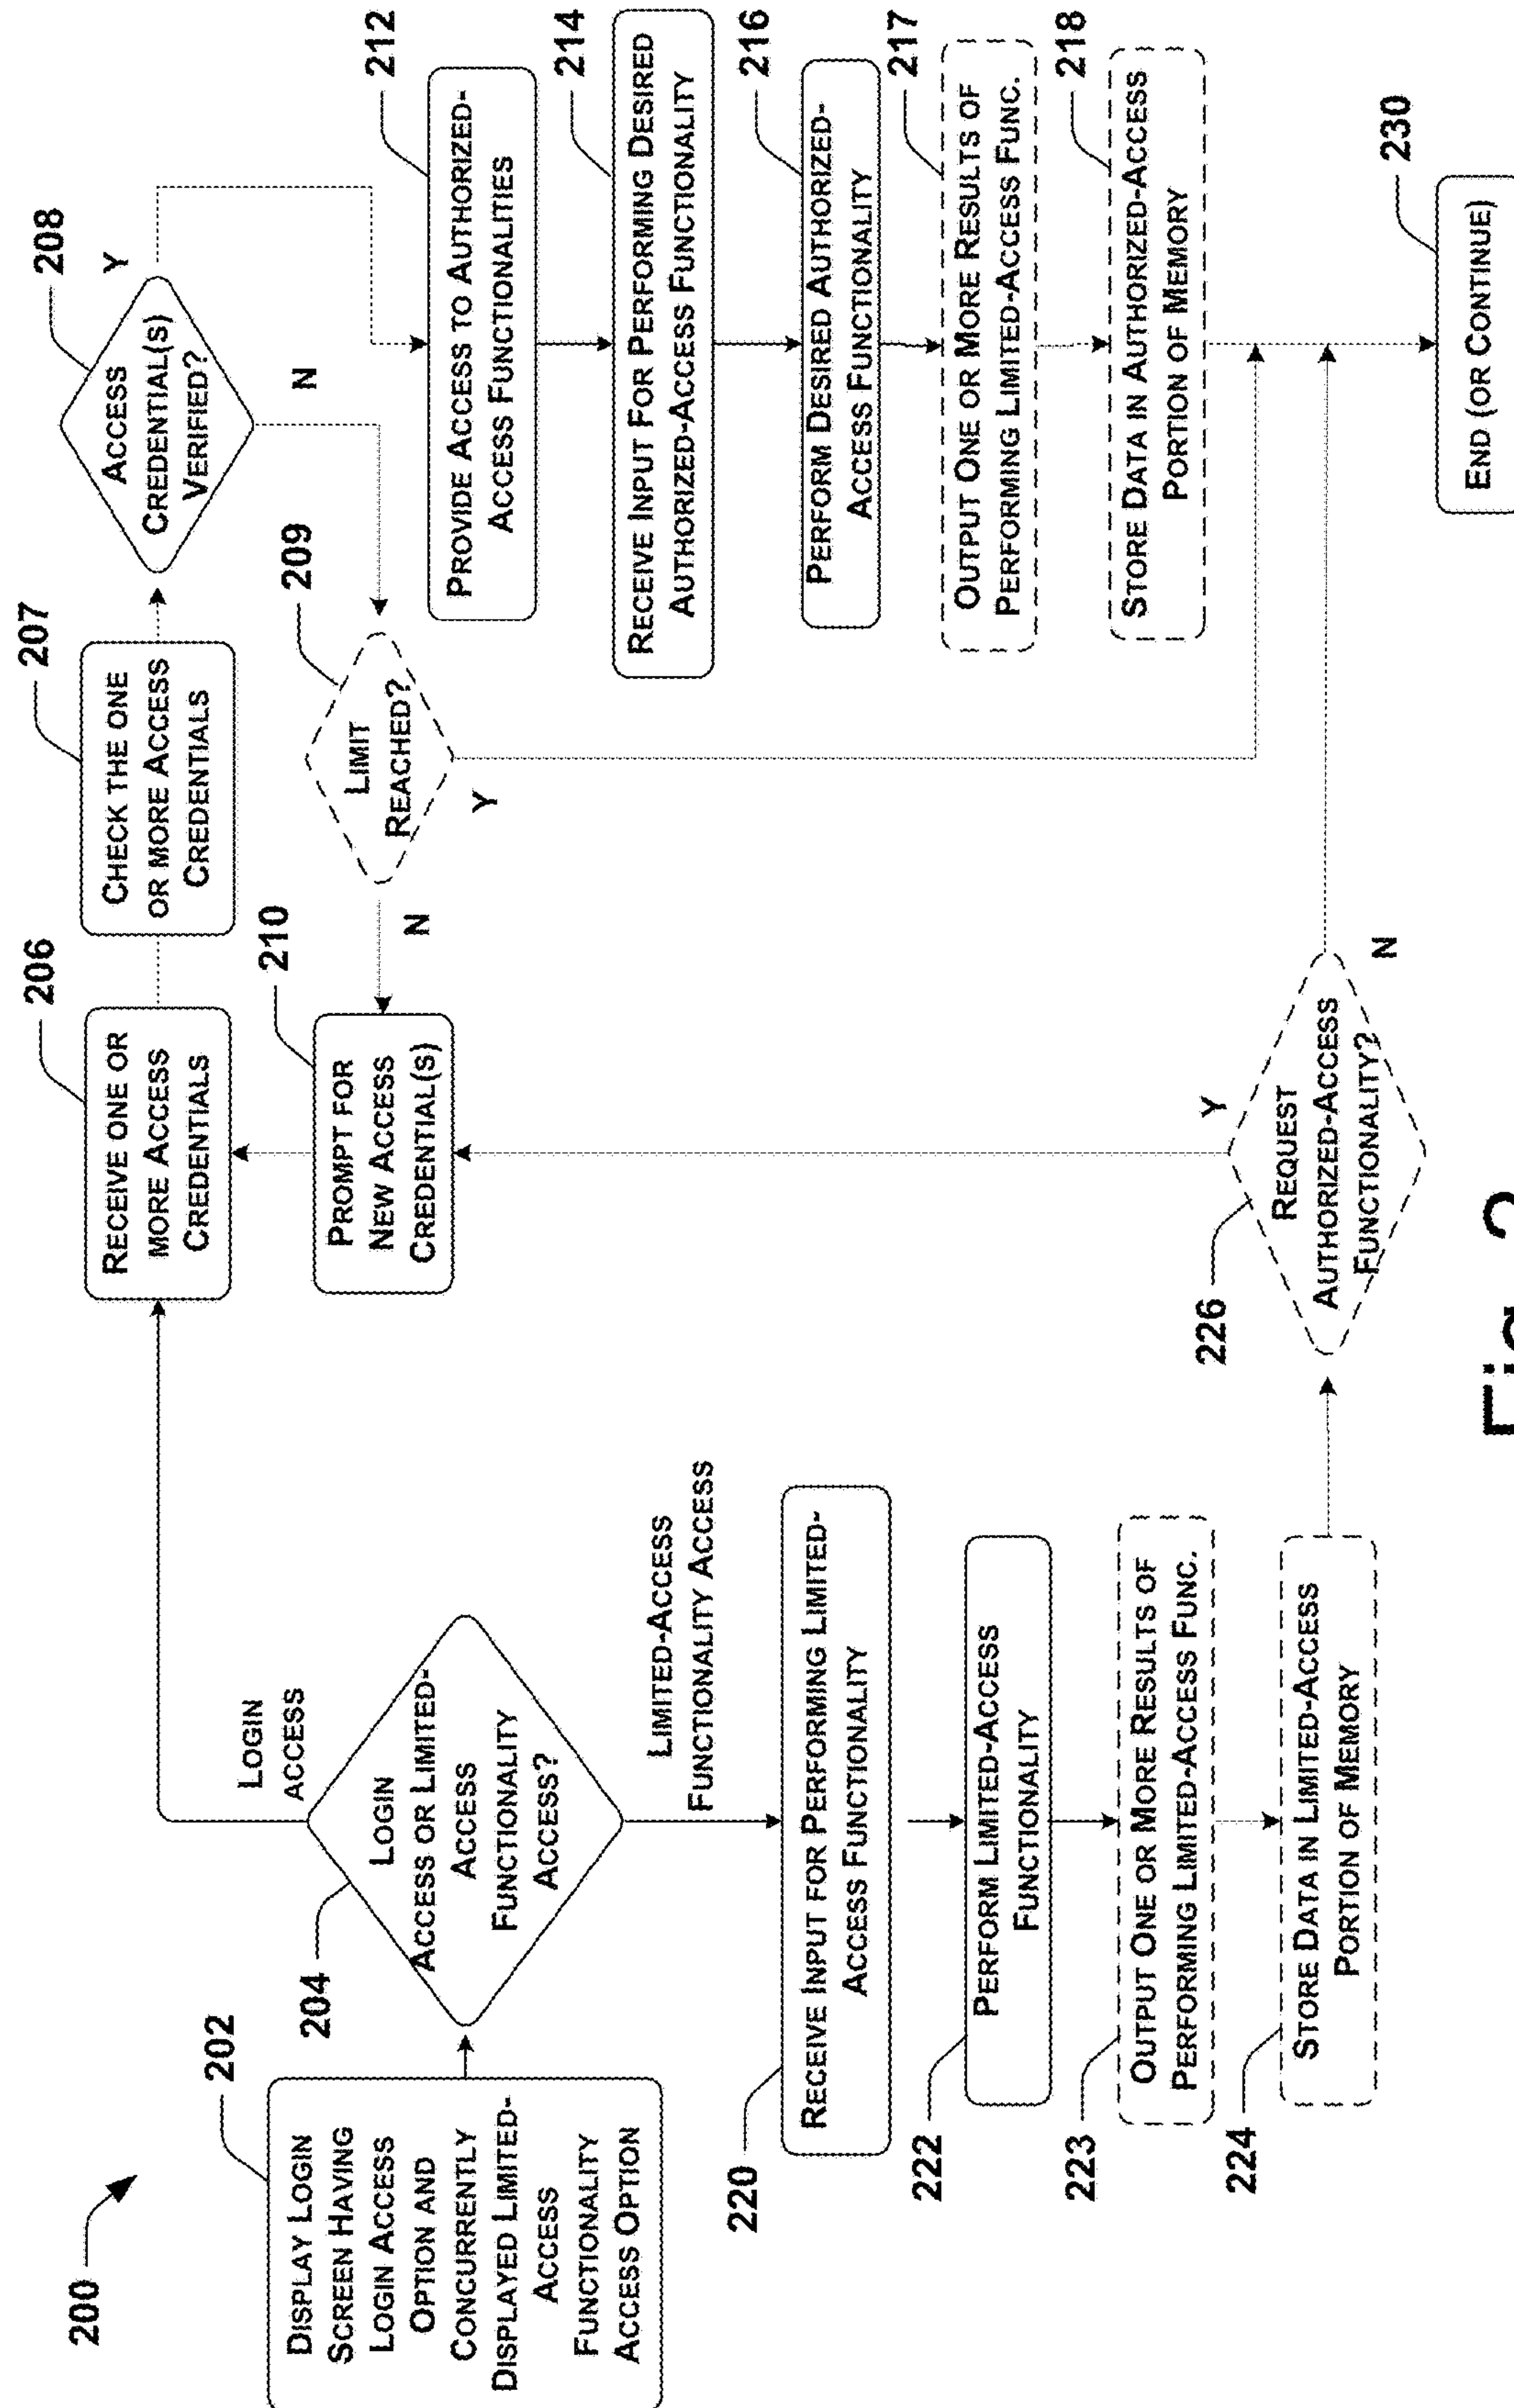 200
202
DISPLAY LOGIN
SCREEN HAVING
LOGIN ACCESS
OPTION AND
CONCURRENTLY
DISPLAYED LIMITED-
ACCESS
FUNCTIONALITY
ACCESS OPTION
204
LOGIN
ACCESS OR LIMITED-
ACCESS
FUNCTIONALITY
ACCESS?
LOGIN
ACCESS
LIMITED-ACCESS
FUNCTIONALITY ACCESS
206
RECEIVE ONE OR
MORE ACCESS
CREDENTIALS
207
CHECK THE ONE
OR MORE ACCESS
CREDENTIALS
208
ACCESS
CREDENTIAL(S)
VERIFIED?
Y
N
209
LIMIT
REACHED?
Y
N
210
PROMPT FOR
NEW ACCESS
CREDENTIAL(S)
212
PROVIDE ACCESS TO AUTHORIZED-
ACCESS FUNCTIONALITIES
214
RECEIVE INPUT FOR PERFORMING DESIRED
AUTHORIZED-ACCESS FUNCTIONALITY
216
PERFORM DESIRED AUTHORIZED-
ACCESS FUNCTIONALITY
217
OUTPUT ONE OR MORE RESULTS OF
PERFORMING LIMITED-ACCESS FUNC.
218
STORE DATA IN AUTHORIZED-ACCESS
PORTION OF MEMORY
220
RECEIVE INPUT FOR PERFORMING LIMITED-
ACCESS FUNCTIONALITY
222
PERFORM LIMITED-ACCESS
FUNCTIONALITY
223
OUTPUT ONE OR MORE RESULTS OF
PERFORMING LIMITED-ACCESS FUNC.
224
STORE DATA IN LIMITED-ACCESS
PORTION OF MEMORY
226
REQUEST
AUTHORIZED-ACCESS
FUNCTIONALITY?
Y
N
230
END (OR CONTINUE)